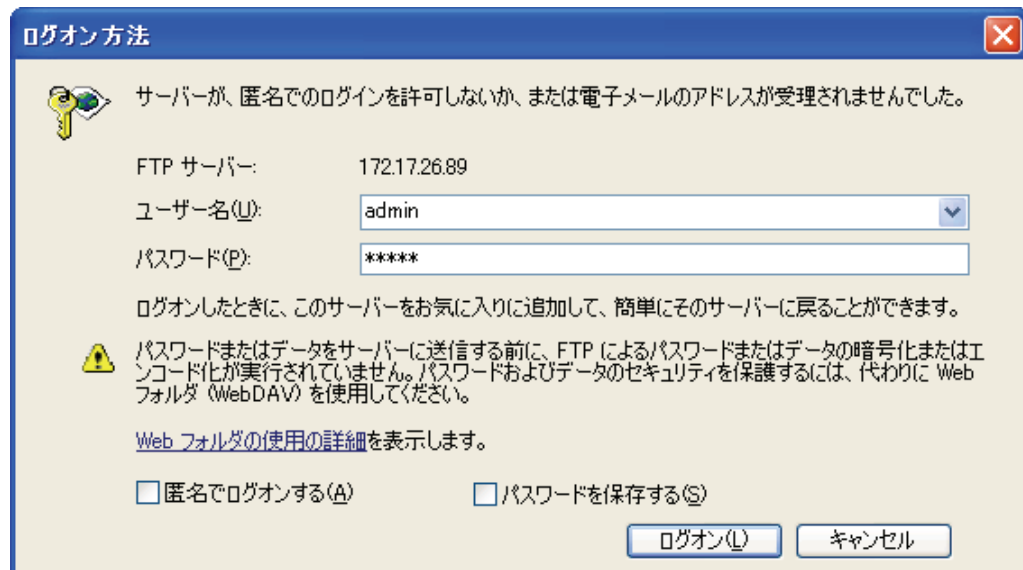 ログオン方法
サーバーが、匿名でのログインを許可しないか、または電子メールのアドレスが受理されませんでした。
FTP サーバー: 172.17.26.89
ユーザー名(U): admin
パスワード(P): *****
ログオンしたときに、このサーバーをお気に入りに追加して、簡単にそのサーバーに戻ることができます。
パスワードまたはデータをサーバーに送信する前に、FTP によるパスワードまたはデータの暗号化またはエ
ンコード化が実行されていません。パスワードおよびデータのセキュリティを保護するには、代わりに Web
フォルダ (WebDAV) を使用してください。
Web フォルダの使用の詳細を表示します。
匿名でログオンする(A) パスワードを保存する(S)
ログオン(L) キャンセル